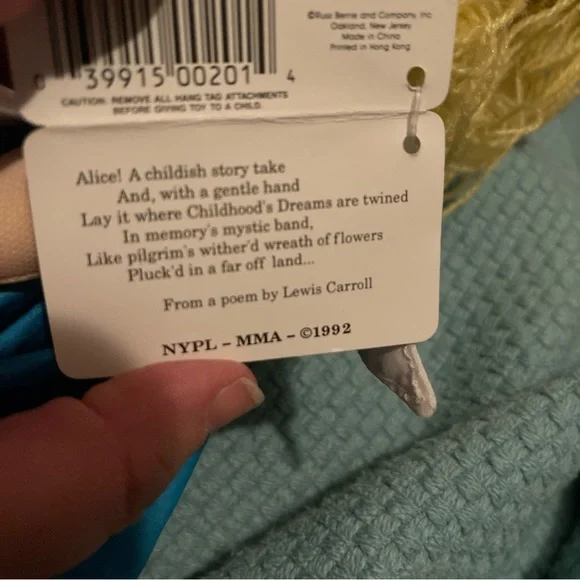 ©Russ Berrie and Company, Inc.
Oakland, New Jersey
Made in China
Printed in Hong Kong
0 39915 00201 4
CAUTION: REMOVE ALL HANG TAG ATTACHMENTS
BEFORE GIVING TOY TO A CHILD.
Alice! A childish story take
And, with a gentle hand
Lay it where Childhood's Dreams are twined
In memory's mystic band,
Like pilgrim's wither'd wreath of flowers
Pluck'd in a far off land...
From a poem by Lewis Carroll
NYPL – MMA – ©1992